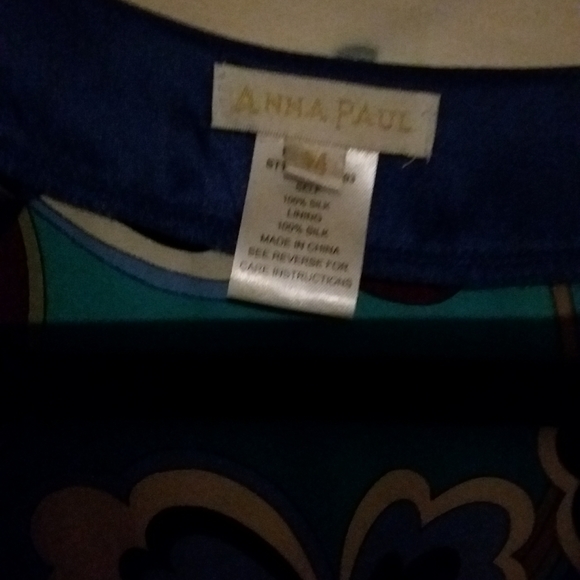 ANNA PAUL
SELF
100% SILK
LINING
100% SILK
MADE IN CHINA
SEE REVERSE FOR
CARE INSTRUCTIONS